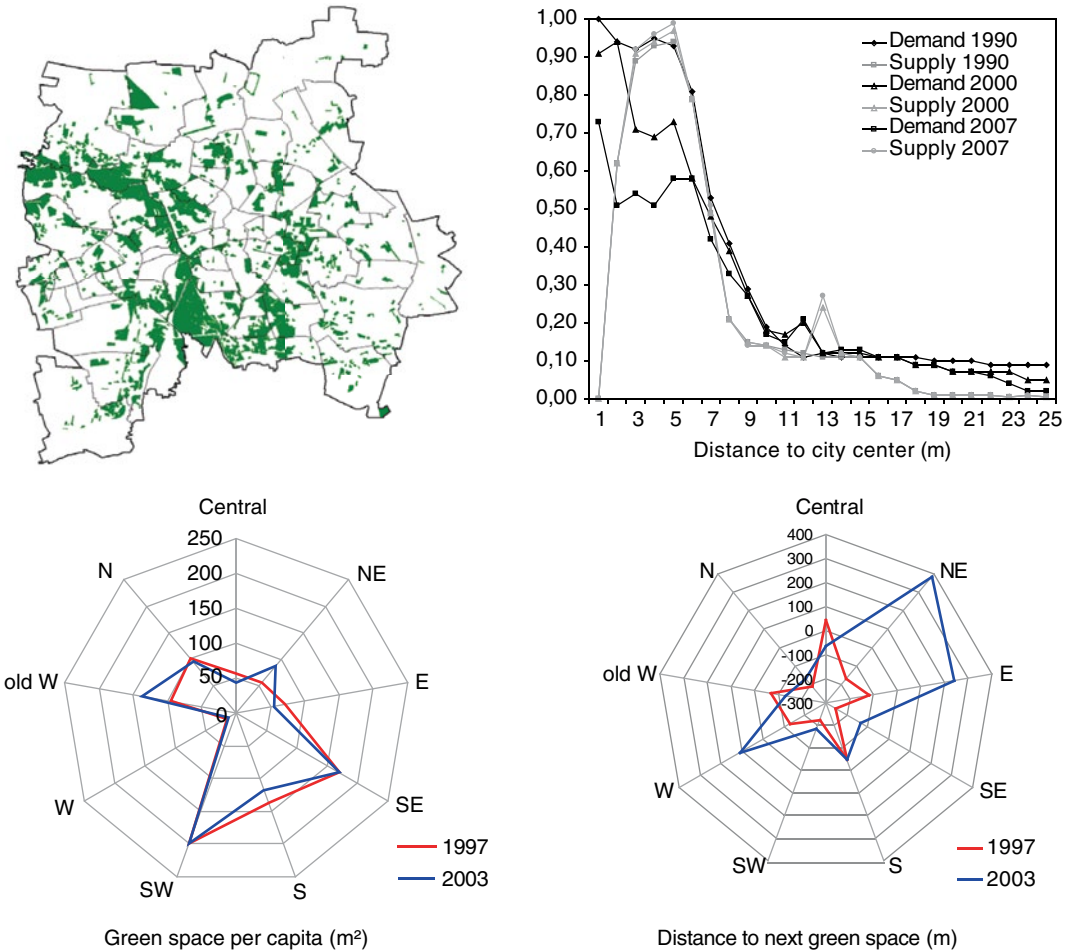 1,00
0,90
0,80
0,70
0,60
0,50
0,40
0,30
0,20
0,10
0,00
Demand 1990
Supply 1990
Demand 2000
Supply 2000
Demand 2007
Supply 2007
1 3 5 7 9 11 13 15 17 19 21 23 25
Distance to city center (m)
Central
250
200
150
100
50
0
NE
E
SE
S
SW
W
old W
N
1997
2003
Green space per capita (m²)
Central
400
300
200
100
0
-100
-200
-300
NE
E
SE
S
SW
W
old W
N
1997
2003
Distance to next green space (m)